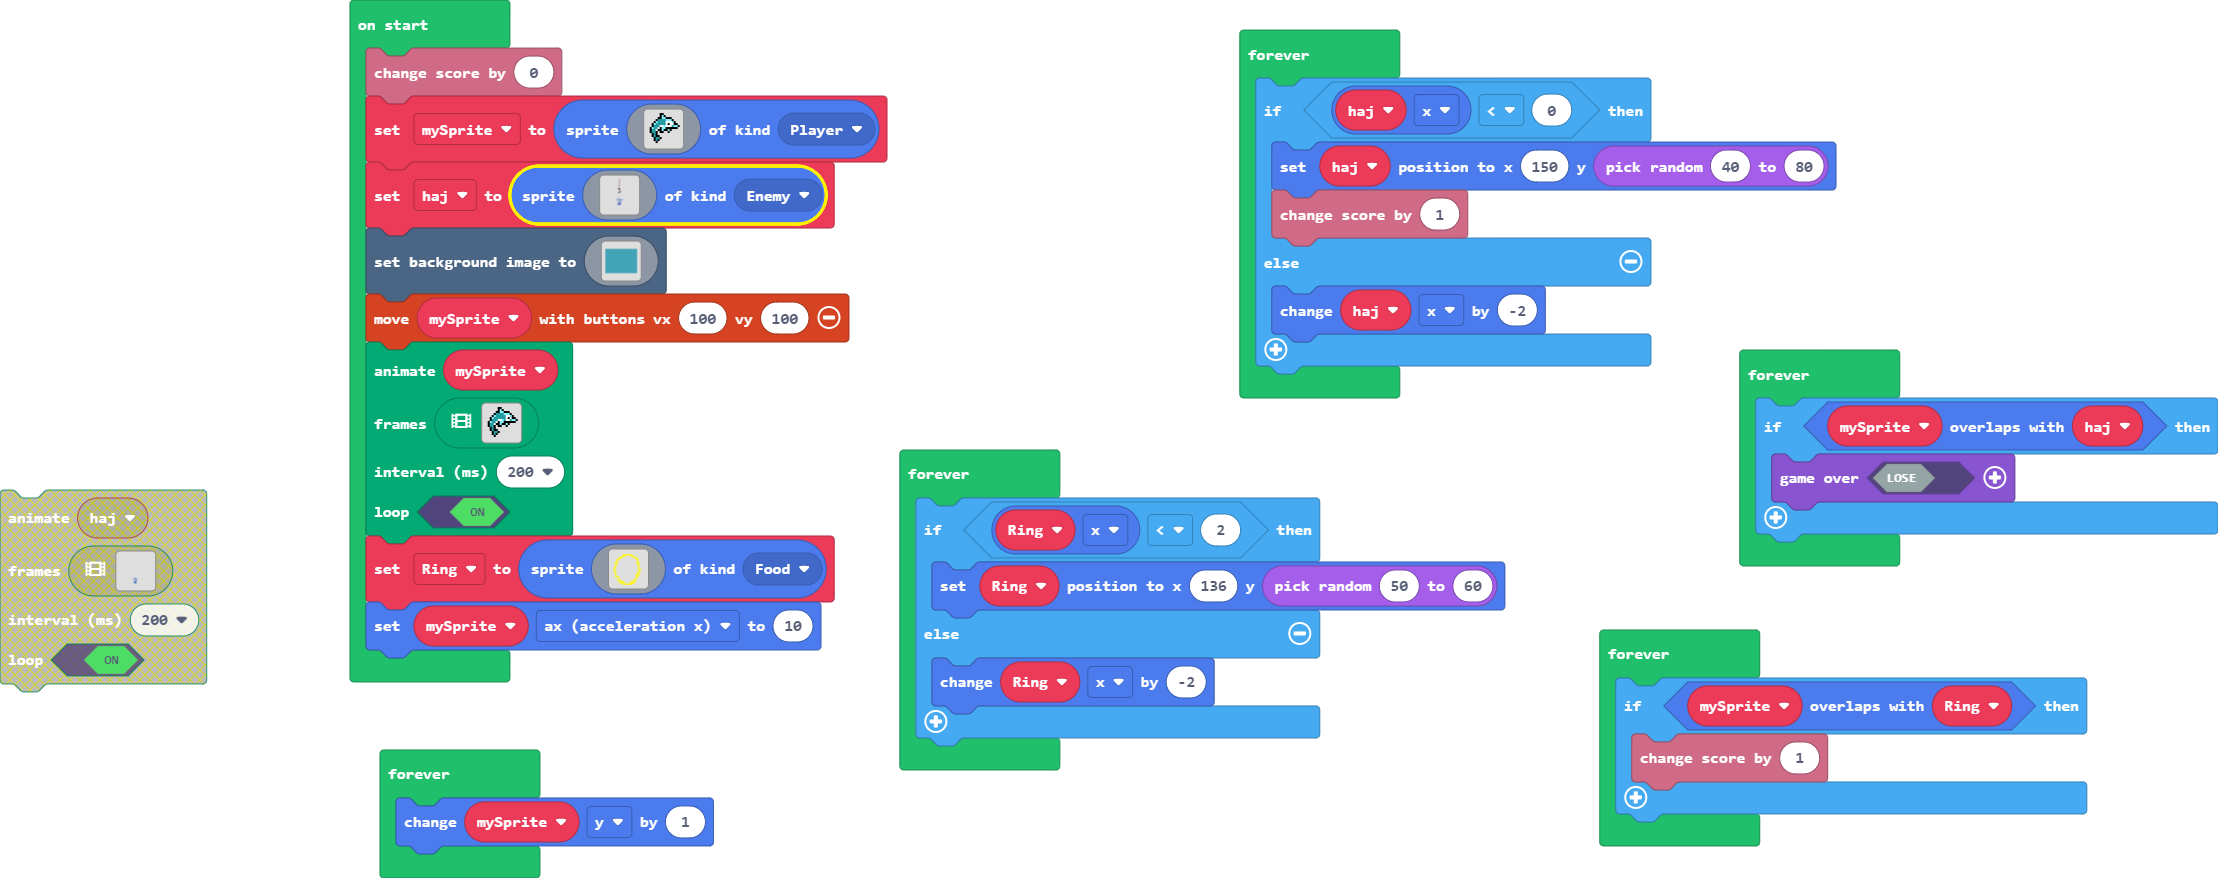 on start
change score by 0
set mySprite to sprite of kind Player
set haj to sprite of kind Enemy
set background image to
move mySprite with buttons vx 100 vy 100
animate mySprite
frames
interval (ms) 200
loop ON
set Ring to sprite of kind Food
set mySprite ax (acceleration x) to 10
animate haj
frames
interval (ms) 200
loop ON
forever
change mySprite y by 1
forever
if haj x < 0 then
set haj position to x 150 y pick random 40 to 80
change score by 1
else
change haj x by -2
forever
if Ring x < 2 then
set Ring position to x 136 y pick random 50 to 60
else
change Ring x by -2
forever
if mySprite overlaps with haj then
game over LOSE
forever
if mySprite overlaps with Ring then
change score by 1